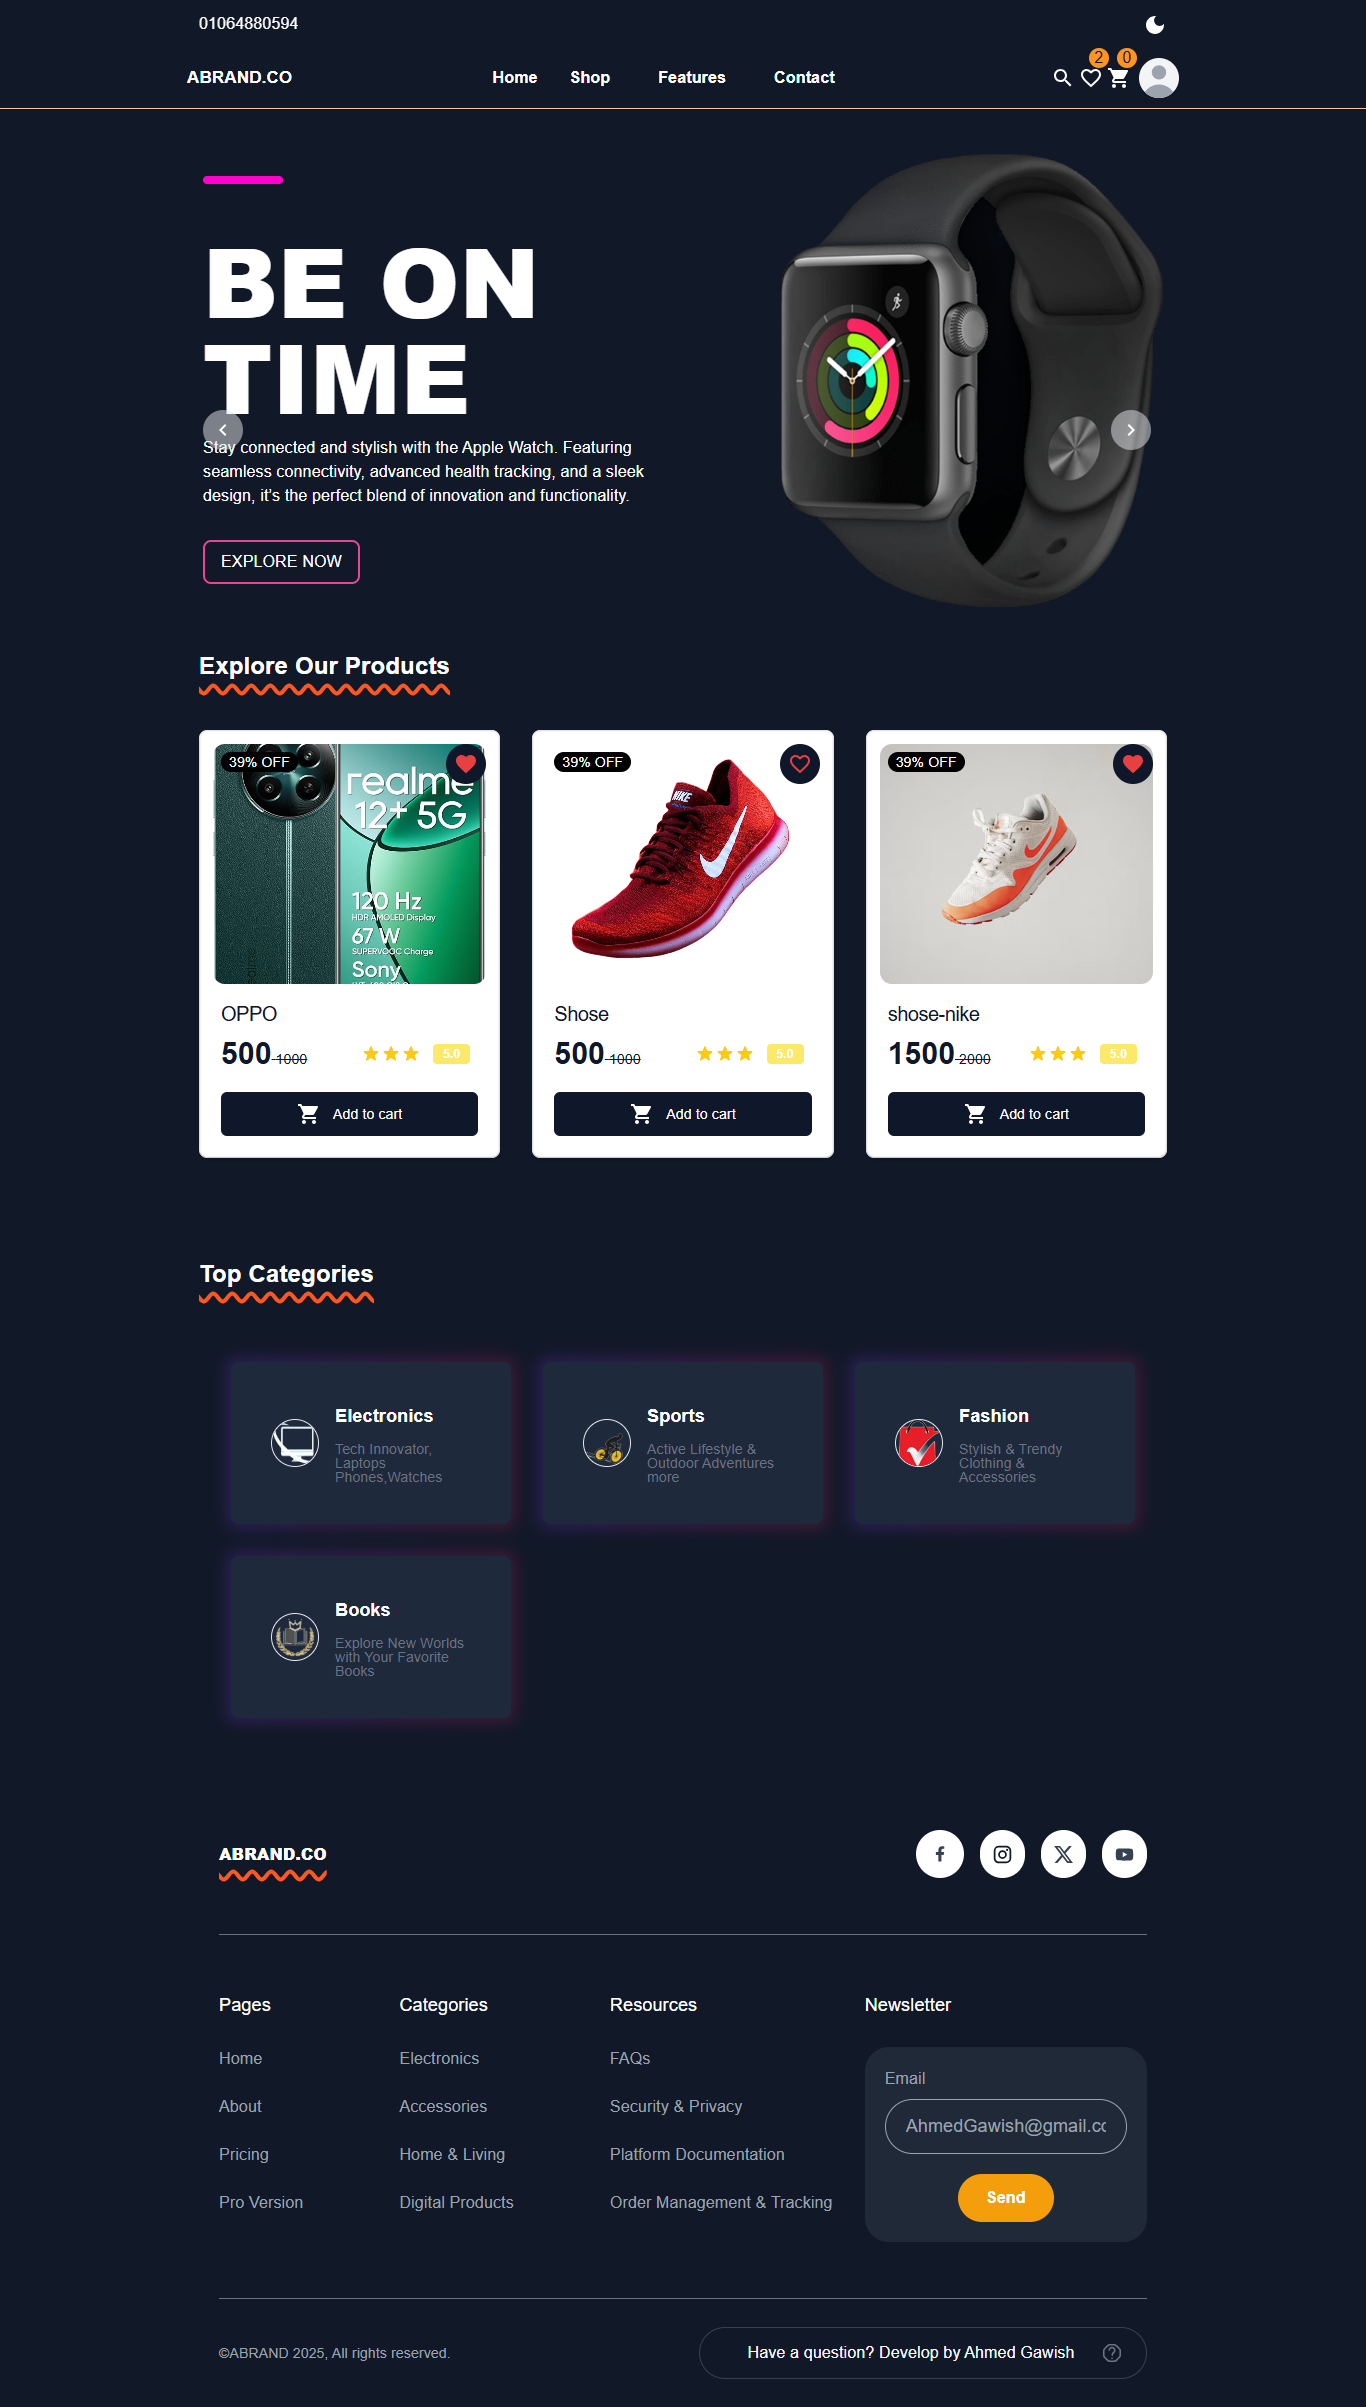 01064880594
ABRAND.CO
Home
Shop
Features
Contact
2
0
BE ON
TIME
Stay connected and stylish with the Apple Watch. Featuring
seamless connectivity, advanced health tracking, and a sleek
design, it's the perfect blend of innovation and functionality.
EXPLORE NOW
Explore Our Products
39% OFF
realme
12+ 5G
120 Hz
HDR AMOLED Display
67 W
SUPERVOOC Charge
Sony
OPPO
500 1000
5.0
Add to cart
39% OFF
NIKE
Shose
500 1000
5.0
Add to cart
39% OFF
shose-nike
1500 2000
5.0
Add to cart
Top Categories
Electronics
Tech Innovator,
Laptops
Phones,Watches
Sports
Active Lifestyle &
Outdoor Adventures
more
Fashion
Stylish & Trendy
Clothing &
Accessories
Books
Explore New Worlds
with Your Favorite
Books
ABRAND.CO
Pages
Home
About
Pricing
Pro Version
Categories
Electronics
Accessories
Home & Living
Digital Products
Resources
FAQs
Security & Privacy
Platform Documentation
Order Management & Tracking
Newsletter
Email
AhmedGawish@gmail.co
Send
©ABRAND 2025, All rights reserved.
Have a question? Develop by Ahmed Gawish